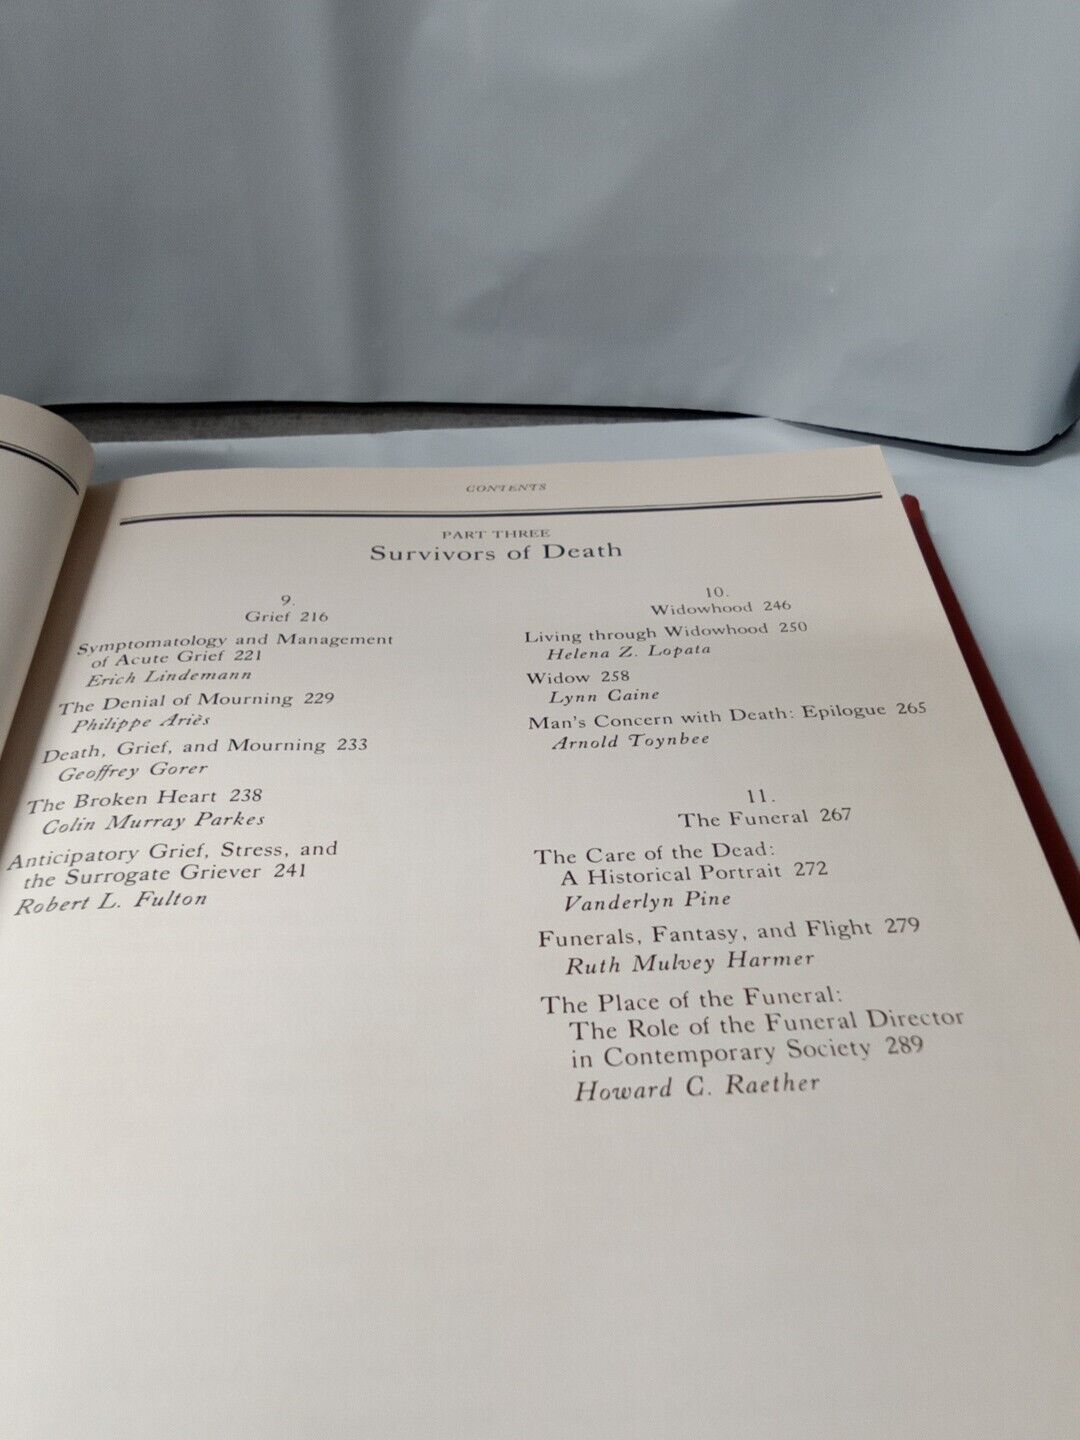 CONTENTS
PART THREE
Survivors of Death
9.
Grief 216
Symptomatology and Management
of Acute Grief 221
Erich Lindemann
The Denial of Mourning 229
Philippe Ariès
Death, Grief, and Mourning 233
Geoffrey Gorer
The Broken Heart 238
Colin Murray Parkes
Anticipatory Grief, Stress, and
the Surrogate Griever 241
Robert L. Fulton
10.
Widowhood 246
Living through Widowhood 250
Helena Z. Lopata
Widow 258
Lynn Caine
Man's Concern with Death: Epilogue 265
Arnold Toynbee
11.
The Funeral 267
The Care of the Dead:
A Historical Portrait 272
Vanderlyn Pine
Funerals, Fantasy, and Flight 279
Ruth Mulvey Harmer
The Place of the Funeral:
The Role of the Funeral Director
in Contemporary Society 289
Howard C. Raether